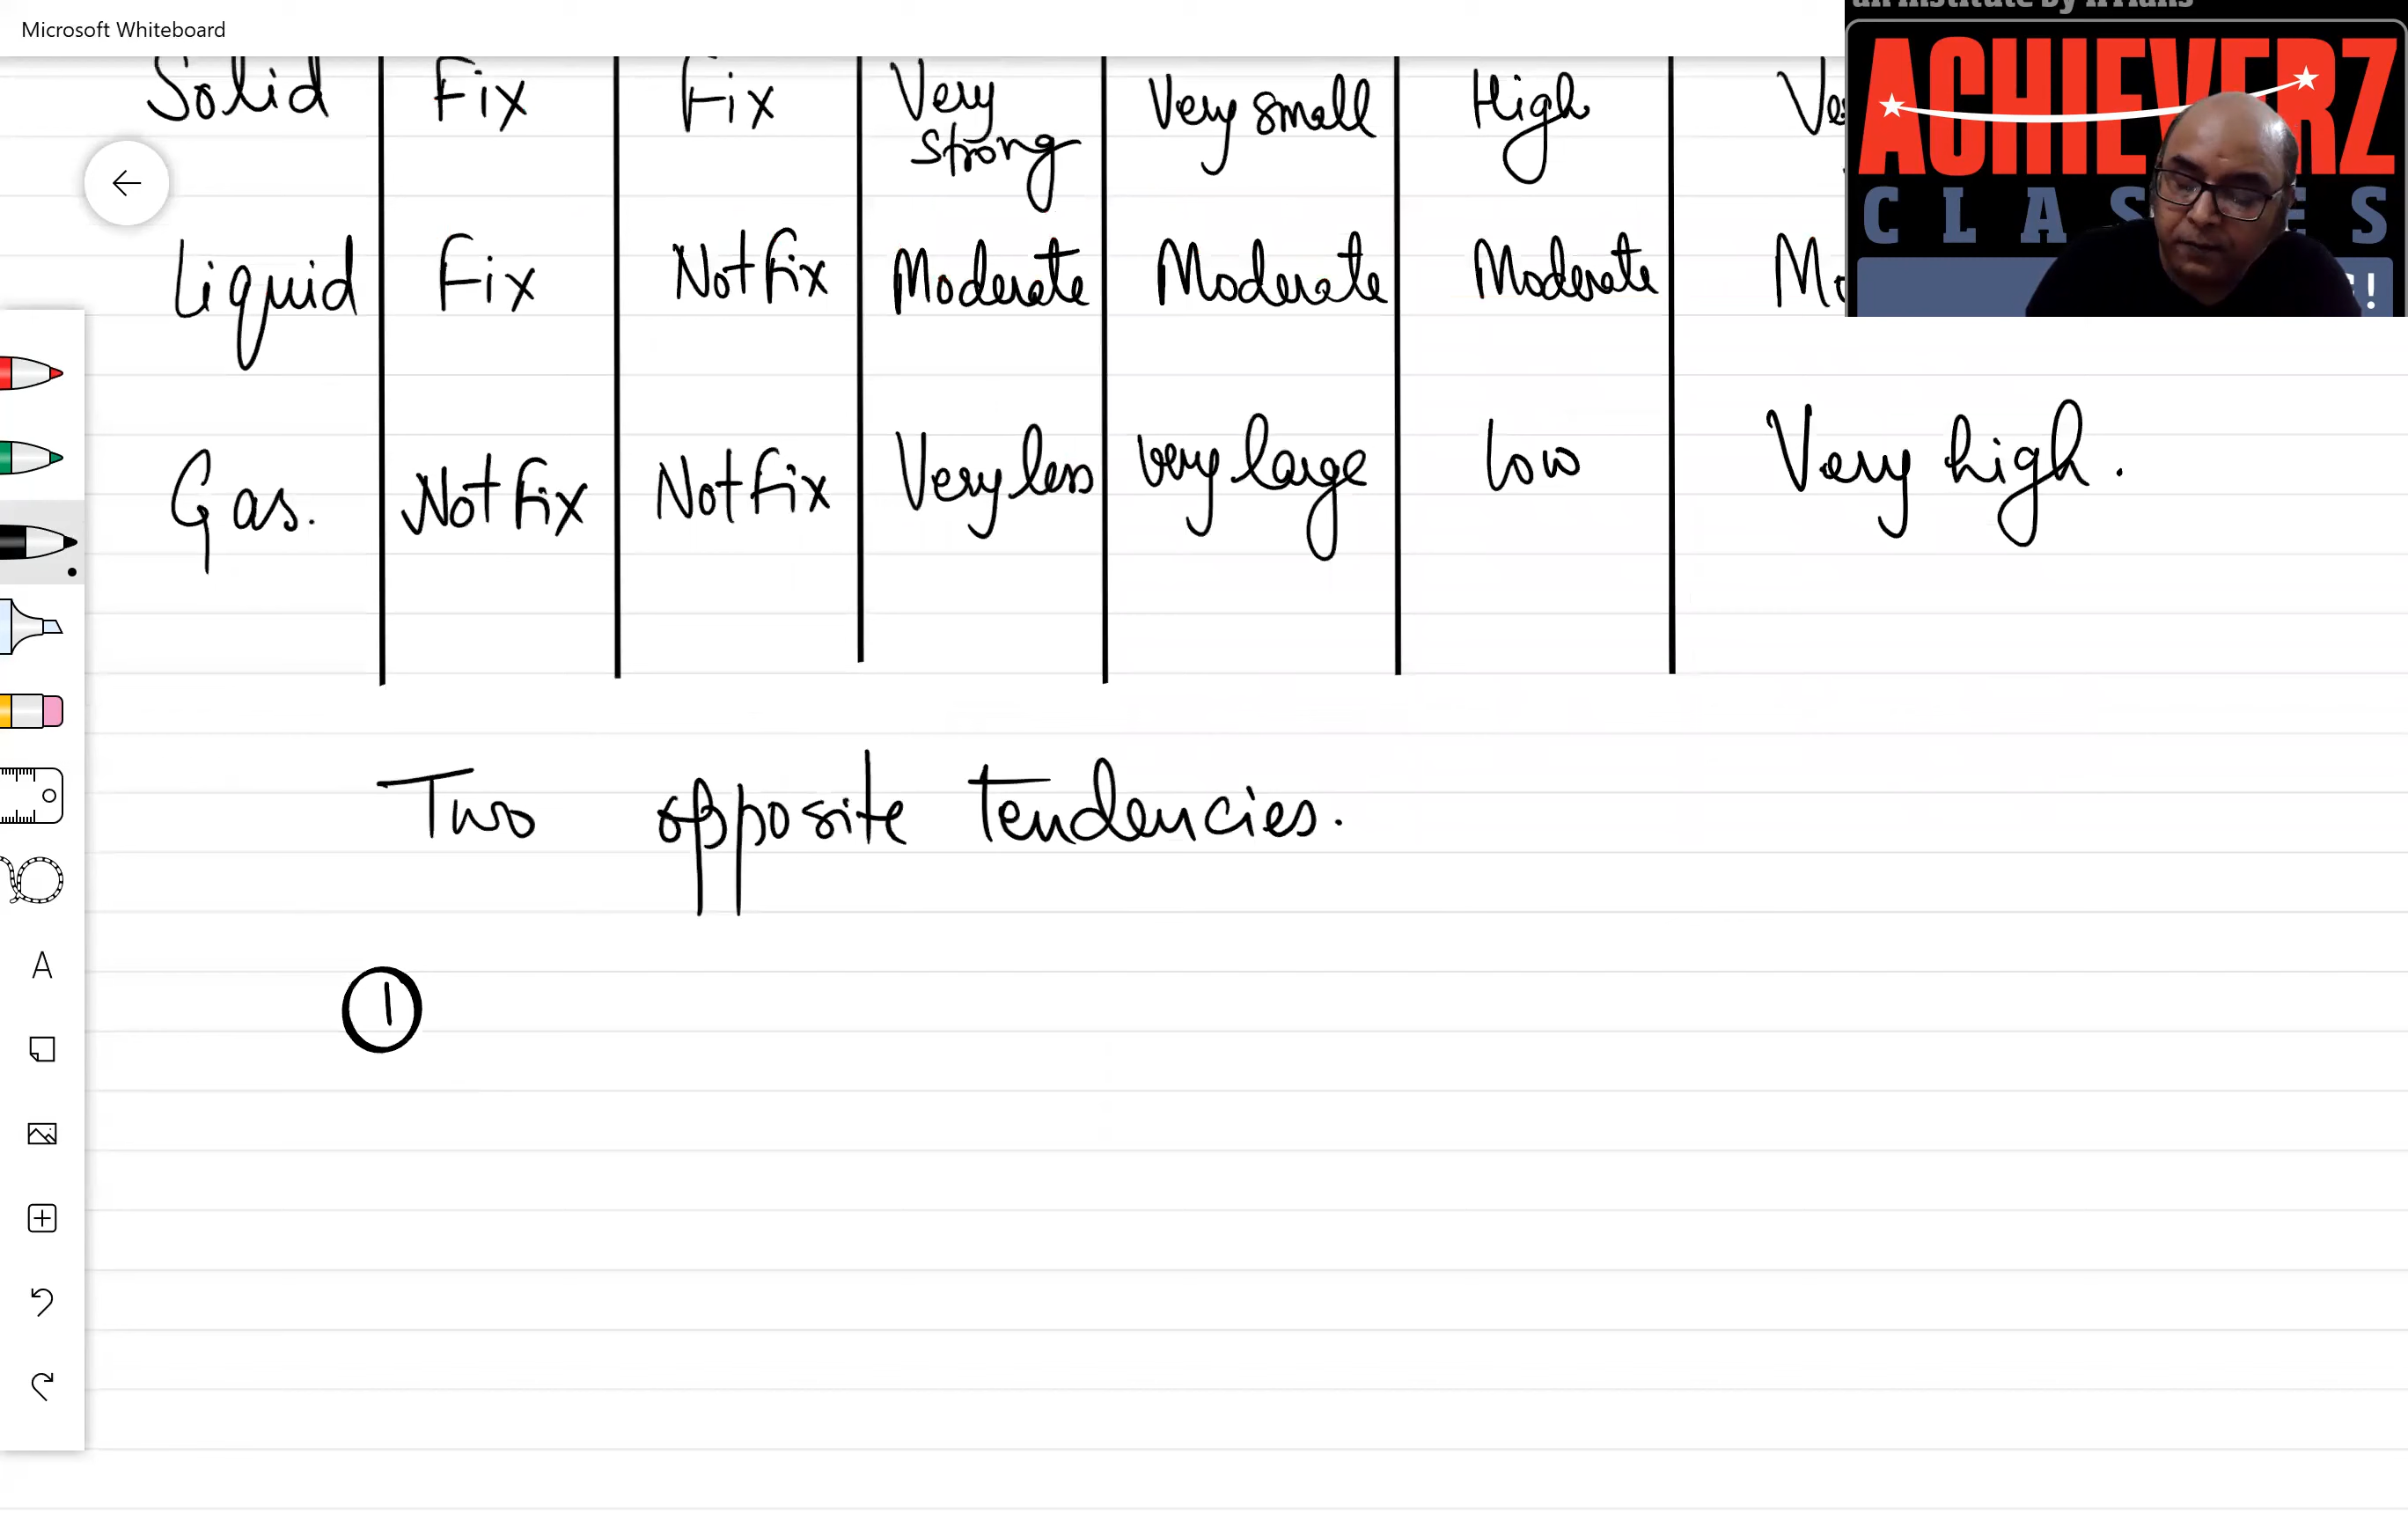 Microsoft Whiteboard
ACHIEVERZ
CLASSES
Solid Fix Fix Very strong Very small High
Liquid Fix Not fix Moderate Moderate Moderate
Gas. Not fix Not fix Very less very large Low Very high.
Two opposite tendencies.
1
A